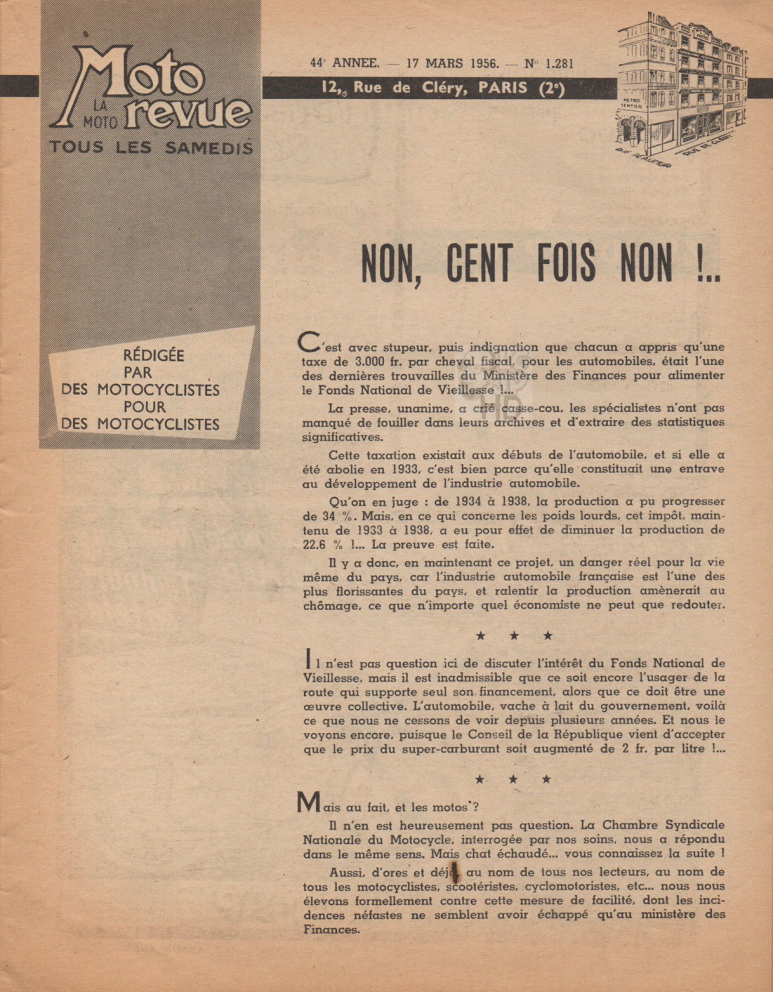 Moto
LA MOTO revue
TOUS LES SAMEDIS
44e ANNEE. — 17 MARS 1956. — N° 1.281
12, Rue de Cléry, PARIS (2e)
METRO
SENTIER
RUE DE CLERY
RÉDIGÉE
PAR
DES MOTOCYCLISTES
POUR
DES MOTOCYCLISTES
NON, CENT FOIS NON !..
C'est avec stupeur, puis indignation que chacun a appris qu'une
taxe de 3.000 fr. par cheval fiscal, pour les automobiles, était l'une
des dernières trouvailles du Ministère des Finances pour alimenter
le Fonds National de Vieillesse !...
La presse, unanime, a crié casse-cou, les spécialistes n'ont pas
manqué de fouiller dans leurs archives et d'extraire des statistiques
significatives.
Cette taxation existait aux débuts de l'automobile, et si elle a
été abolie en 1933, c'est bien parce qu'elle constituait une entrave
au développement de l'industrie automobile.
Qu'on en juge : de 1934 à 1938, la production a pu progresser
de 34 %. Mais, en ce qui concerne les poids lourds, cet impôt, main-
tenu de 1933 à 1938, a eu pour effet de diminuer la production de
22,6 % !... La preuve est faite.
Il y a donc, en maintenant ce projet, un danger réel pour la vie
même du pays, car l'industrie automobile française est l'une des
plus florissantes du pays, et ralentir la production amènerait au
chômage, ce que n'importe quel économiste ne peut que redouter.
★ ★ ★
Il n'est pas question ici de discuter l'intérêt du Fonds National de
Vieillesse, mais il est inadmissible que ce soit encore l'usager de la
route qui supporte seul son financement, alors que ce doit être une
œuvre collective. L'automobile, vache à lait du gouvernement, voilà
ce que nous ne cessons de voir depuis plusieurs années. Et nous le
voyons encore, puisque le Conseil de la République vient d'accepter
que le prix du super-carburant soit augmenté de 2 fr. par litre !...
★ ★ ★
Mais au fait, et les motos ?
Il n'en est heureusement pas question. La Chambre Syndicale
Nationale du Motocycle, interrogée par nos soins, nous a répondu
dans le même sens. Mais chat échaudé... vous connaissez la suite !
Aussi, d'ores et déjà, au nom de tous nos lecteurs, au nom de
tous les motocyclistes, scootéristes, cyclomotoristes, etc... nous nous
élevons formellement contre cette mesure de facilité, dont les inci-
dences néfastes ne semblent avoir échappé qu'au ministère des
Finances.